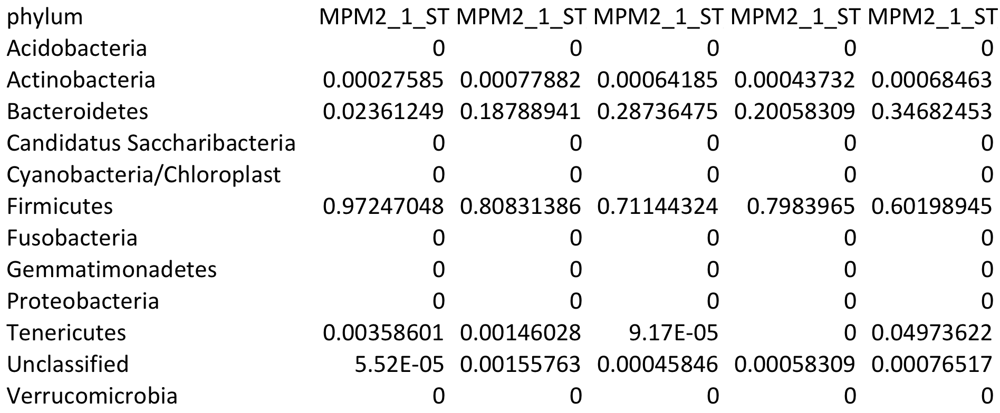 phylum MPM2_1_ST MPM2_1_ST MPM2_1_ST MPM2_1_ST MPM2_1_ST
Acidobacteria 0 0 0 0 0
Actinobacteria 0.00027585 0.00077882 0.00064185 0.00043732 0.00068463
Bacteroidetes 0.02361249 0.18788941 0.28736475 0.20058309 0.34682453
Candidatus Saccharibacteria 0 0 0 0 0
Cyanobacteria/Chloroplast 0 0 0 0 0
Firmicutes 0.97247048 0.80831386 0.71144324 0.7983965 0.60198945
Fusobacteria 0 0 0 0 0
Gemmatimonadetes 0 0 0 0 0
Proteobacteria 0 0 0 0 0
Tenericutes 0.00358601 0.00146028 9.17E-05 0 0.04973622
Unclassified 5.52E-05 0.00155763 0.00045846 0.00058309 0.00076517
Verrucomicrobia 0 0 0 0 0